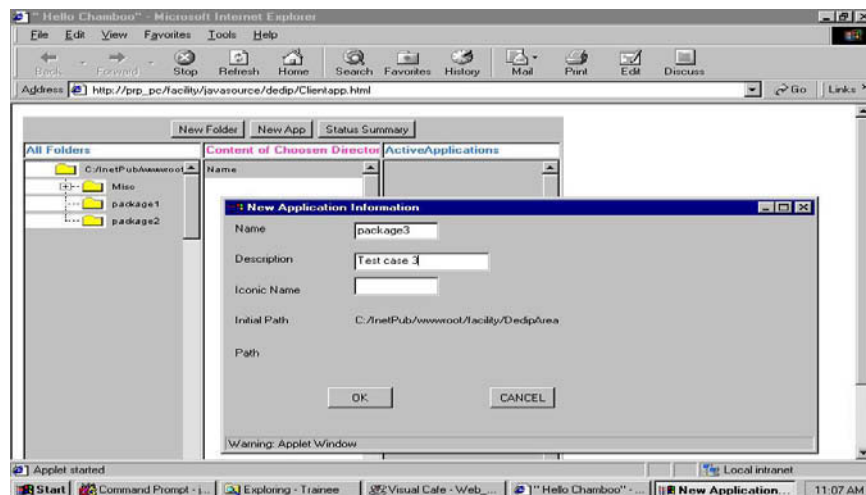 " Hello Chamboo" - Microsoft Internet Explorer
File Edit View Favorites Tools Help
Back Forward Stop Refresh Home Search Favorites History Mail Print Edit Discuss
Address http://prp_pc/facility/javasource/dedip/Clientapp.html Go Links
New Folder New App Status Summary
All Folders Content of Choosen Director ActiveApplications
C:/InetPub/wwwroot Name
Misc
package1
package2
New Application Information
Name package3
Description Test case 3
Iconic Name
Initial Path C:/InetPub/wwwroot/facility/DedipArea
Path
OK CANCEL
Warning: Applet Window
Applet started Local intranet
Start Command Prompt - j... Exploring - Trainee Visual Cafe - Web_... " Hello Chamboo" - ... New Application... 11:07 AM